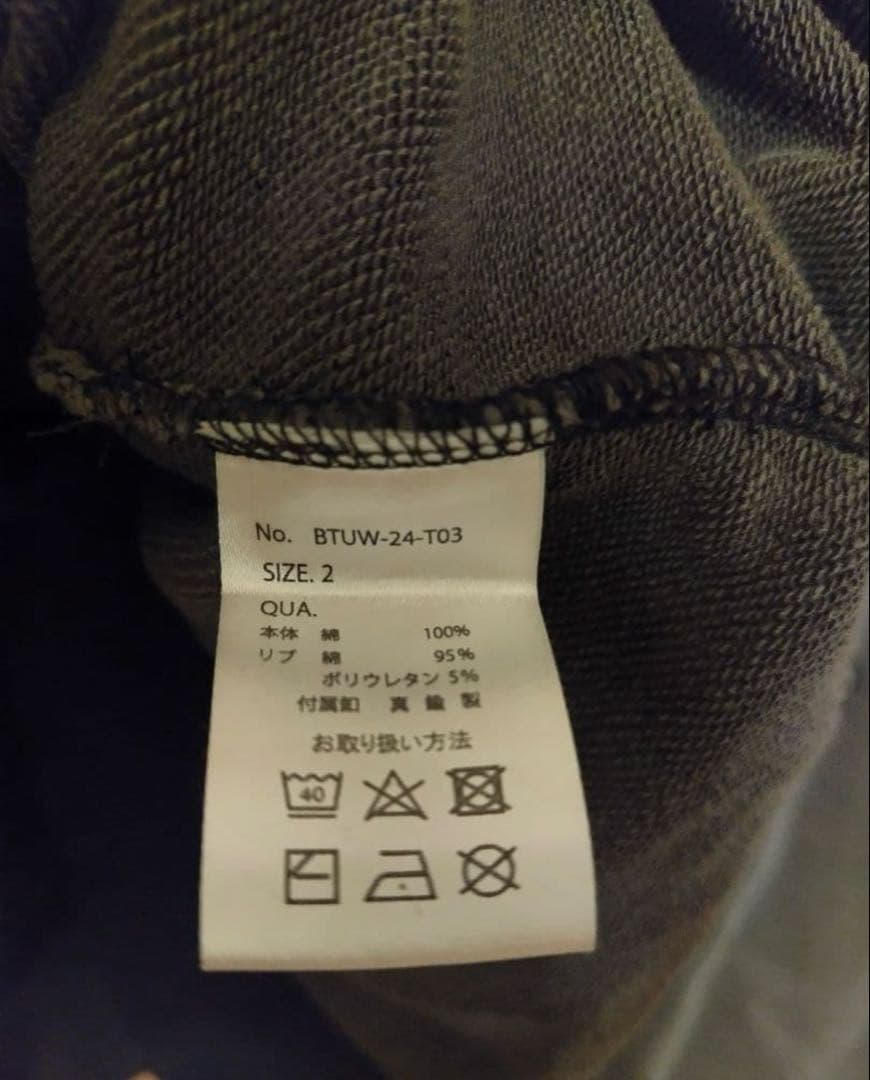 No. BTUW-24-T03
SIZE. 2
QUA.
本体 綿 100%
リブ 綿 95%
ポリウレタン 5%
付属釦 真鍮製
お取り扱い方法
40